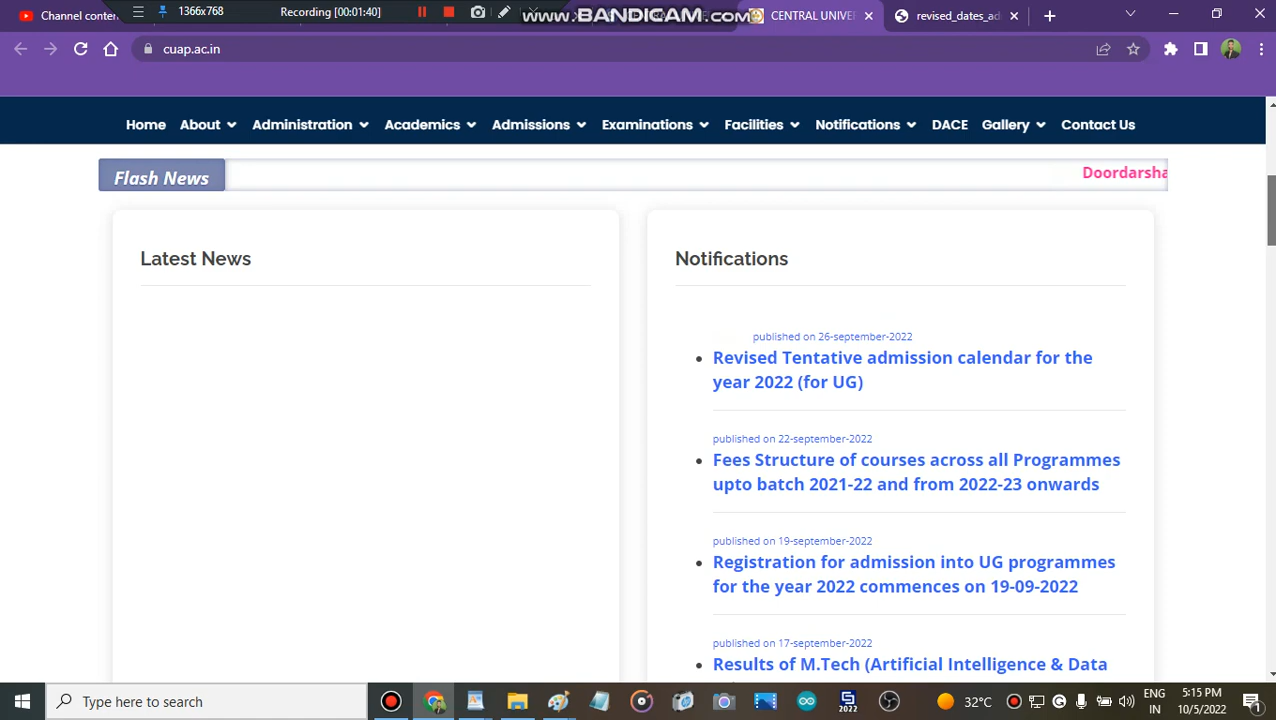 Channel conten
1366x768
Recording [00:01:40]
www.BANDICAM.com
CENTRAL UNIVE
revised_dates_ad
cuap.ac.in
Home About Administration Academics Admissions Examinations Facilities Notifications DACE Gallery Contact Us
Flash News
Doordarsha
Latest News
Notifications
published on 26-september-2022
Revised Tentative admission calendar for the
year 2022 (for UG)
published on 22-september-2022
Fees Structure of courses across all Programmes
upto batch 2021-22 and from 2022-23 onwards
published on 19-september-2022
Registration for admission into UG programmes
for the year 2022 commences on 19-09-2022
published on 17-september-2022
Results of M.Tech (Artificial Intelligence & Data
Type here to search
2022
32°C
ENG
IN
5:15 PM
10/5/2022
1